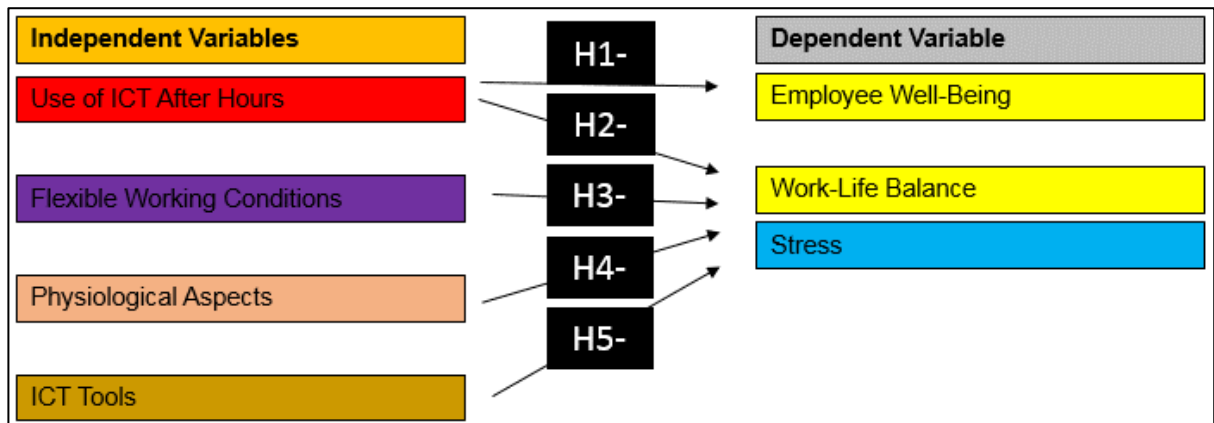 Independent Variables
Use of ICT After Hours
Flexible Working Conditions
Physiological Aspects
ICT Tools
H1-
H2-
H3-
H4-
H5-
Dependent Variable
Employee Well-Being
Work-Life Balance
Stress